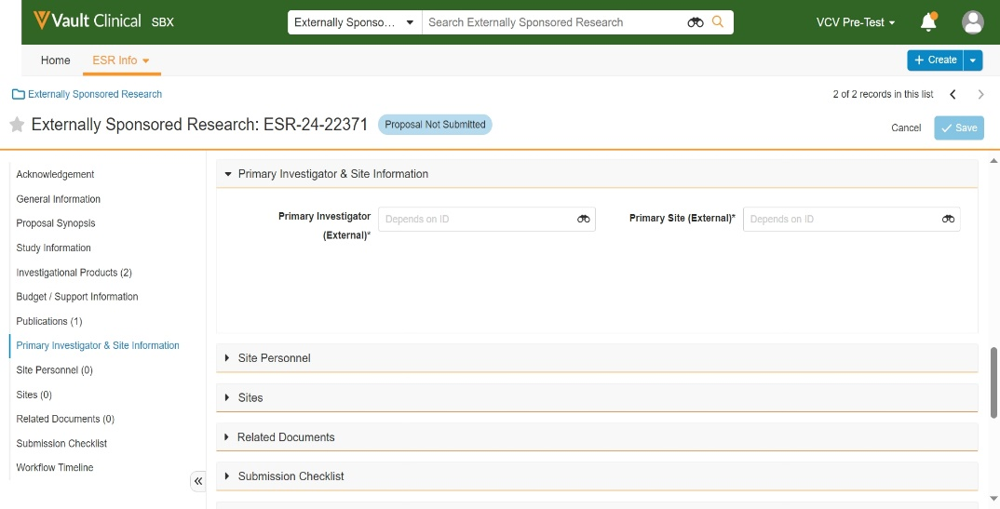 Vault Clinical SBX
Externally Sponso... Search Externally Sponsored Research
VCV Pre-Test
Home
ESR Info
Create
Externally Sponsored Research
2 of 2 records in this list
Externally Sponsored Research: ESR-24-22371
Proposal Not Submitted
Cancel
Save
Acknowledgement
General Information
Proposal Synopsis
Study Information
Investigational Products (2)
Budget / Support Information
Publications (1)
Primary Investigator & Site Information
Site Personnel (0)
Sites (0)
Related Documents (0)
Submission Checklist
Workflow Timeline
Primary Investigator & Site Information
Primary Investigator
(External)*
Depends on ID
Primary Site (External)*
Depends on ID
Site Personnel
Sites
Related Documents
Submission Checklist